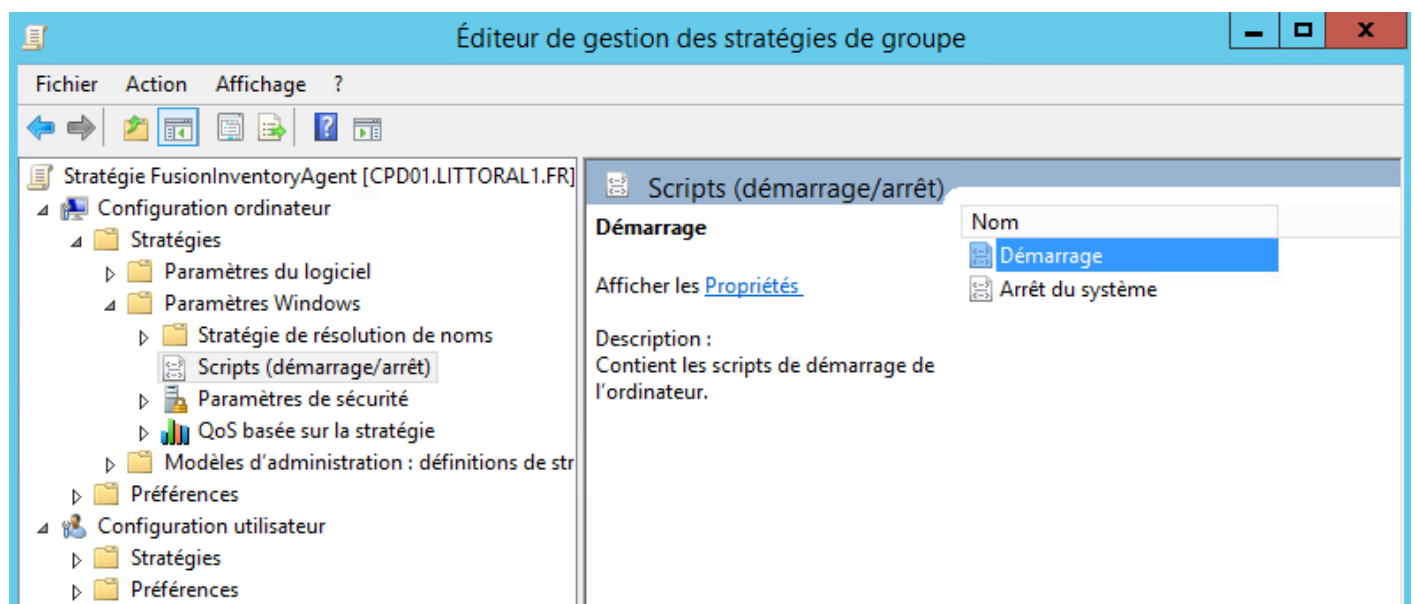 Éditeur de gestion des stratégies de groupe
Fichier Action Affichage ?
Stratégie FusionInventoryAgent [CPD01.LITTORAL1.FR]
Configuration ordinateur
Stratégies
Paramètres du logiciel
Paramètres Windows
Stratégie de résolution de noms
Scripts (démarrage/arrêt)
Paramètres de sécurité
QoS basée sur la stratégie
Modèles d'administration : définitions de str
Préférences
Configuration utilisateur
Stratégies
Préférences
Scripts (démarrage/arrêt)
Démarrage
Afficher les Propriétés
Description :
Contient les scripts de démarrage de
l'ordinateur.
Nom
Démarrage
Arrêt du système